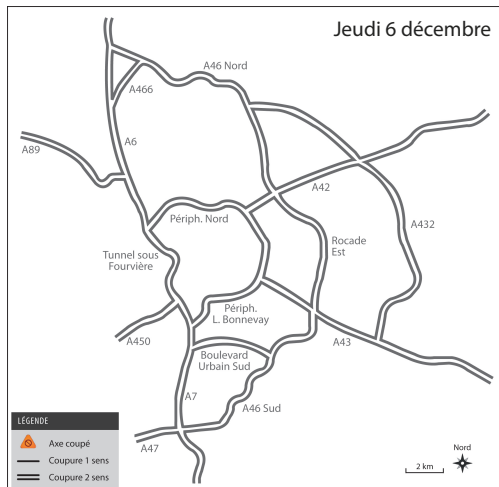 Jeudi 6 décembre
A46 Nord
A466
A6
A89
A42
Périph. Nord
A432
Rocade
Est
Tunnel sous
Fourvière
Périph.
L. Bonnevay
A450
A43
Boulevard
Urbain Sud
A7
A46 Sud
A47
LÉGENDE
Axe coupé
Coupure 1 sens
Coupure 2 sens
2 km
Nord